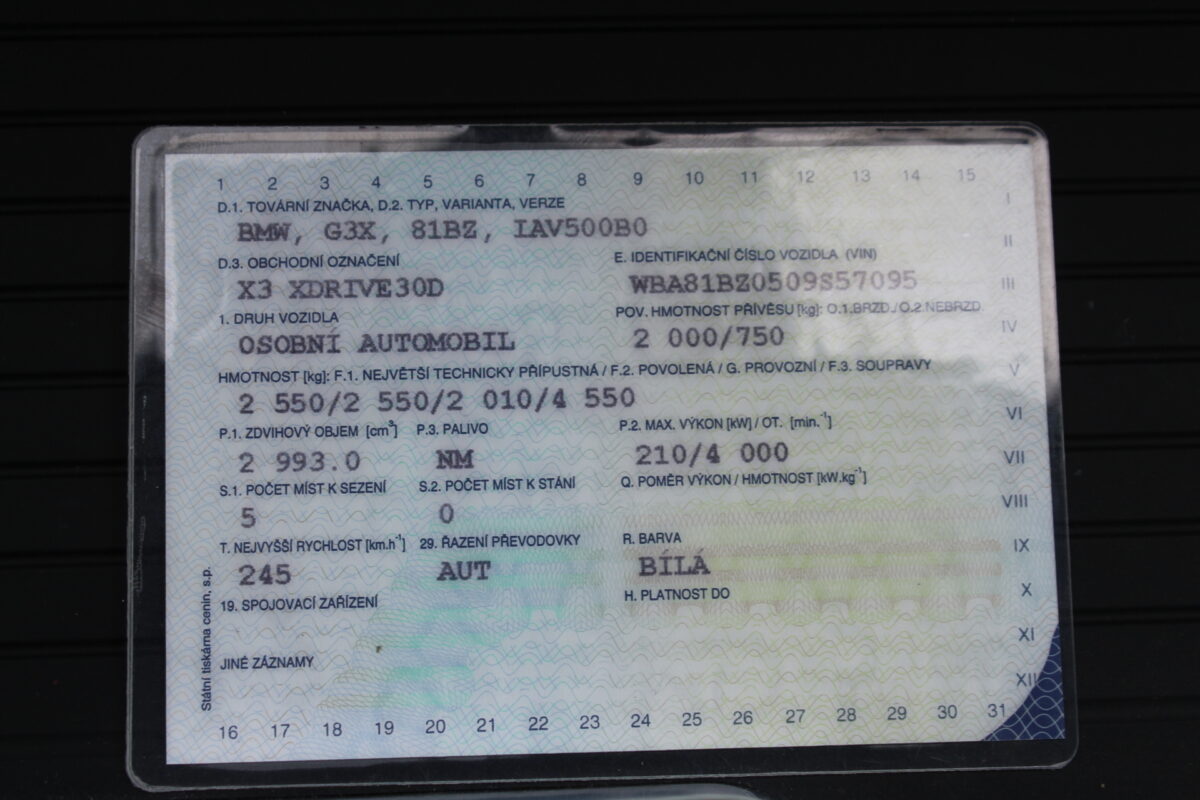 1 2 3 4 5 6 7 8 9 10 11 12 13 14 15
D.1. TOVÁRNÍ ZNAČKA, D.2. TYP, VARIANTA, VERZE
I
BMW, G3X, 81BZ, IAV500B0
II
D.3. OBCHODNÍ OZNAČENÍ E. IDENTIFIKAČNÍ ČÍSLO VOZIDLA (VIN)
X3 XDRIVE30D WBA81BZ0509S57095
III
1. DRUH VOZIDLA POV. HMOTNOST PŘÍVĚSU [kg]: O.1.BRZD./O.2.NEBRZD.
OSOBNÍ AUTOMOBIL 2 000/750
IV
HMOTNOST [kg]: F.1. NEJVĚTŠÍ TECHNICKY PŘÍPUSTNÁ / F.2. POVOLENÁ / G. PROVOZNÍ / F.3. SOUPRAVY
V
2 550/2 550/2 010/4 550
VI
P.1. ZDVIHOVÝ OBJEM [cm³] P.3. PALIVO P.2. MAX. VÝKON [kW] / OT. [min.⁻¹]
2 993.0 NM 210/4 000
VII
S.1. POČET MÍST K SEZENÍ S.2. POČET MÍST K STÁNÍ Q. POMĚR VÝKON / HMOTNOST [kW.kg⁻¹]
5 0
VIII
T. NEJVYŠŠÍ RYCHLOST [km.h⁻¹] 29. ŘAZENÍ PŘEVODOVKY R. BARVA
IX
245 AUT BÍLÁ
X
19. SPOJOVACÍ ZAŘÍZENÍ H. PLATNOST DO
XI
JINÉ ZÁZNAMY
XII
16 17 18 19 20 21 22 23 24 25 26 27 28 29 30 31
Státní tiskárna cenin, s.p.